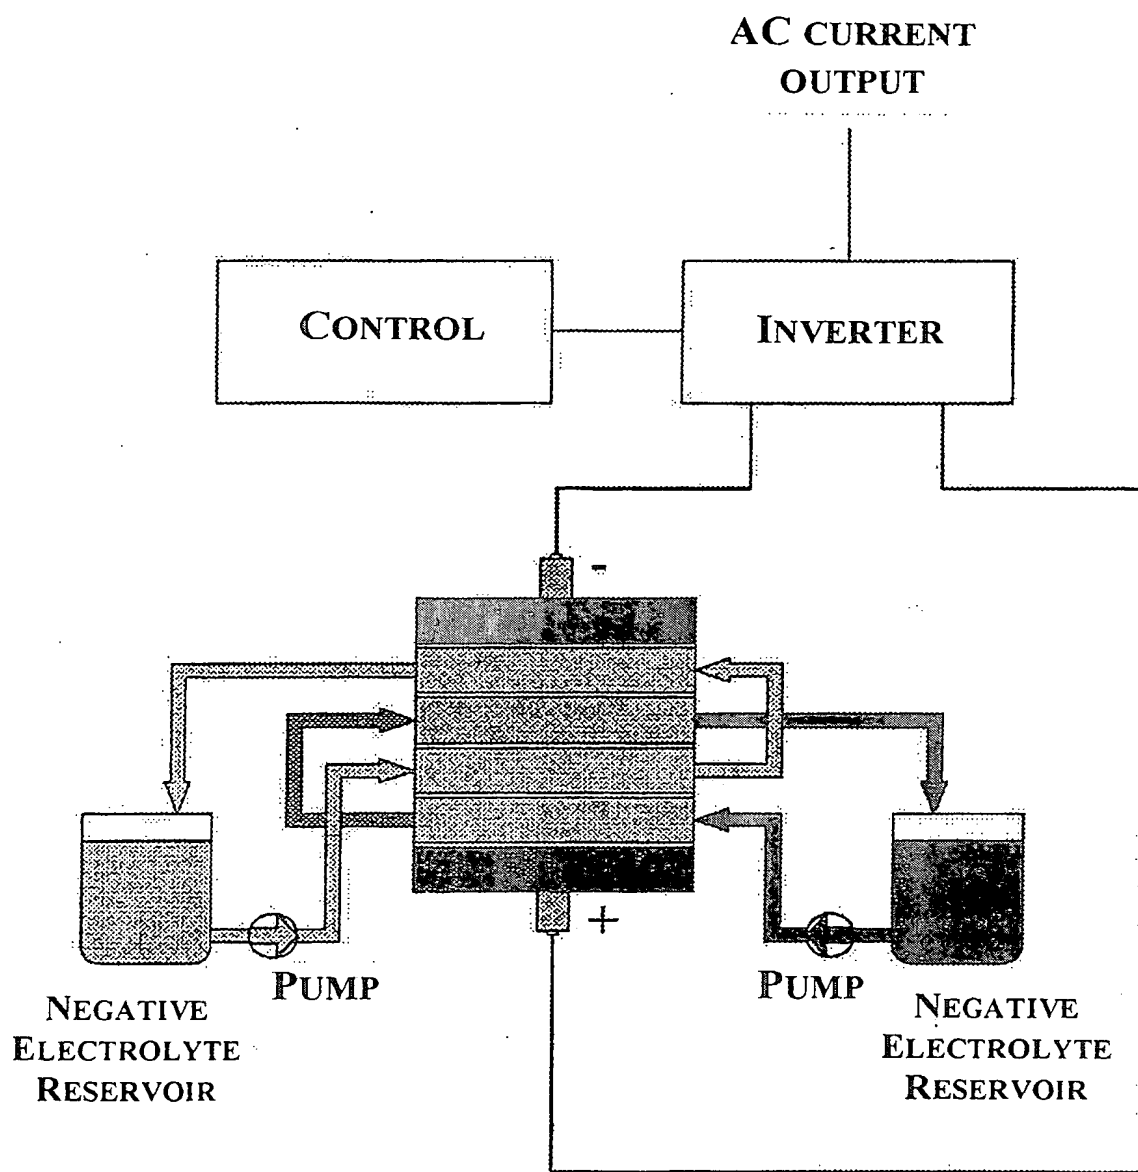 AC CURRENT
OUTPUT
CONTROL
INVERTER
-
+
PUMP
PUMP
NEGATIVE
ELECTROLYTE
RESERVOIR
NEGATIVE
ELECTROLYTE
RESERVOIR